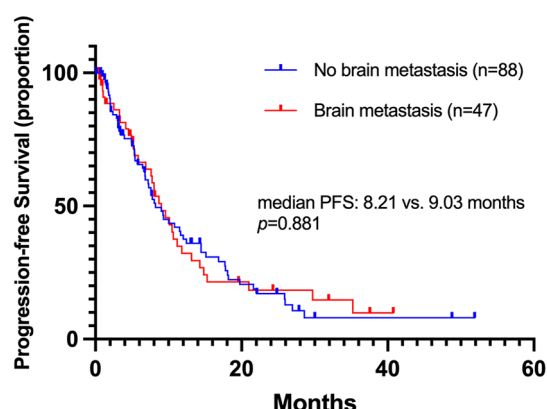 Progression-free Survival (proportion)
100
50
0
No brain metastasis (n=88)
Brain metastasis (n=47)
median PFS: 8.21 vs. 9.03 months
p=0.881
0 20 40 60
Months